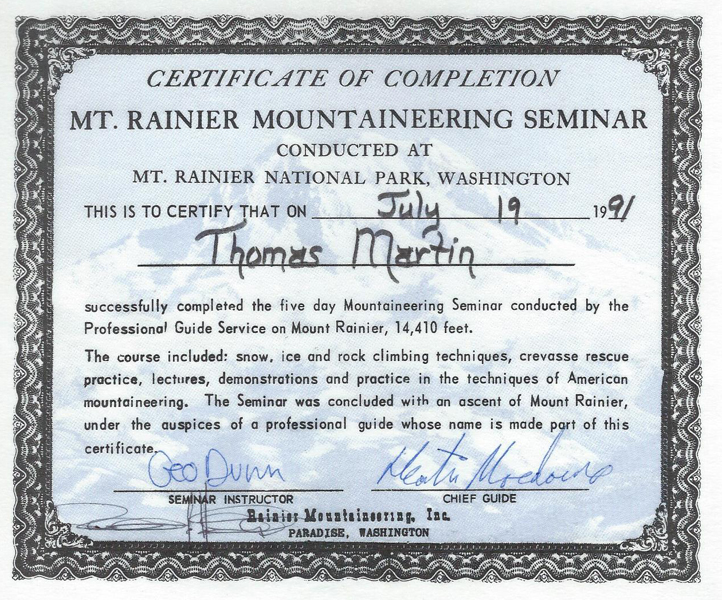 CERTIFICATE OF COMPLETION
MT. RAINIER MOUNTAINEERING SEMINAR
CONDUCTED AT
MT. RAINIER NATIONAL PARK, WASHINGTON
THIS IS TO CERTIFY THAT ON July 19 1991
Thomas Martin
successfully completed the five day Mountaineering Seminar conducted by the
Professional Guide Service on Mount Rainier, 14,410 feet.
The course included: snow, ice and rock climbing techniques, crevasse rescue
practice, lectures, demonstrations and practice in the techniques of American
mountaineering. The Seminar was concluded with an ascent of Mount Rainier,
under the auspices of a professional guide whose name is made part of this
certificate.
Geo Dunn
SEMINAR INSTRUCTOR CHIEF GUIDE
Rainier Mountaineering, Inc.
PARADISE, WASHINGTON